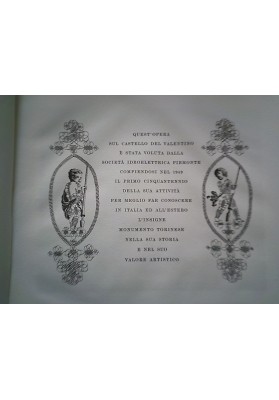 QUEST'OPERA
SUL CASTELLO DEL VALENTINO
È STATA VOLUTA DALLA
SOCIETÀ IDROELETTRICA PIEMONTE
COMPIENDOSI NEL 1949
IL PRIMO CINQUANTENNIO
DELLA SUA ATTIVITÀ
PER MEGLIO FAR CONOSCERE
IN ITALIA ED ALL'ESTERO
L'INSIGNE
MONUMENTO TORINESE
NELLA SUA STORIA
E NEL SUO
VALORE ARTISTICO